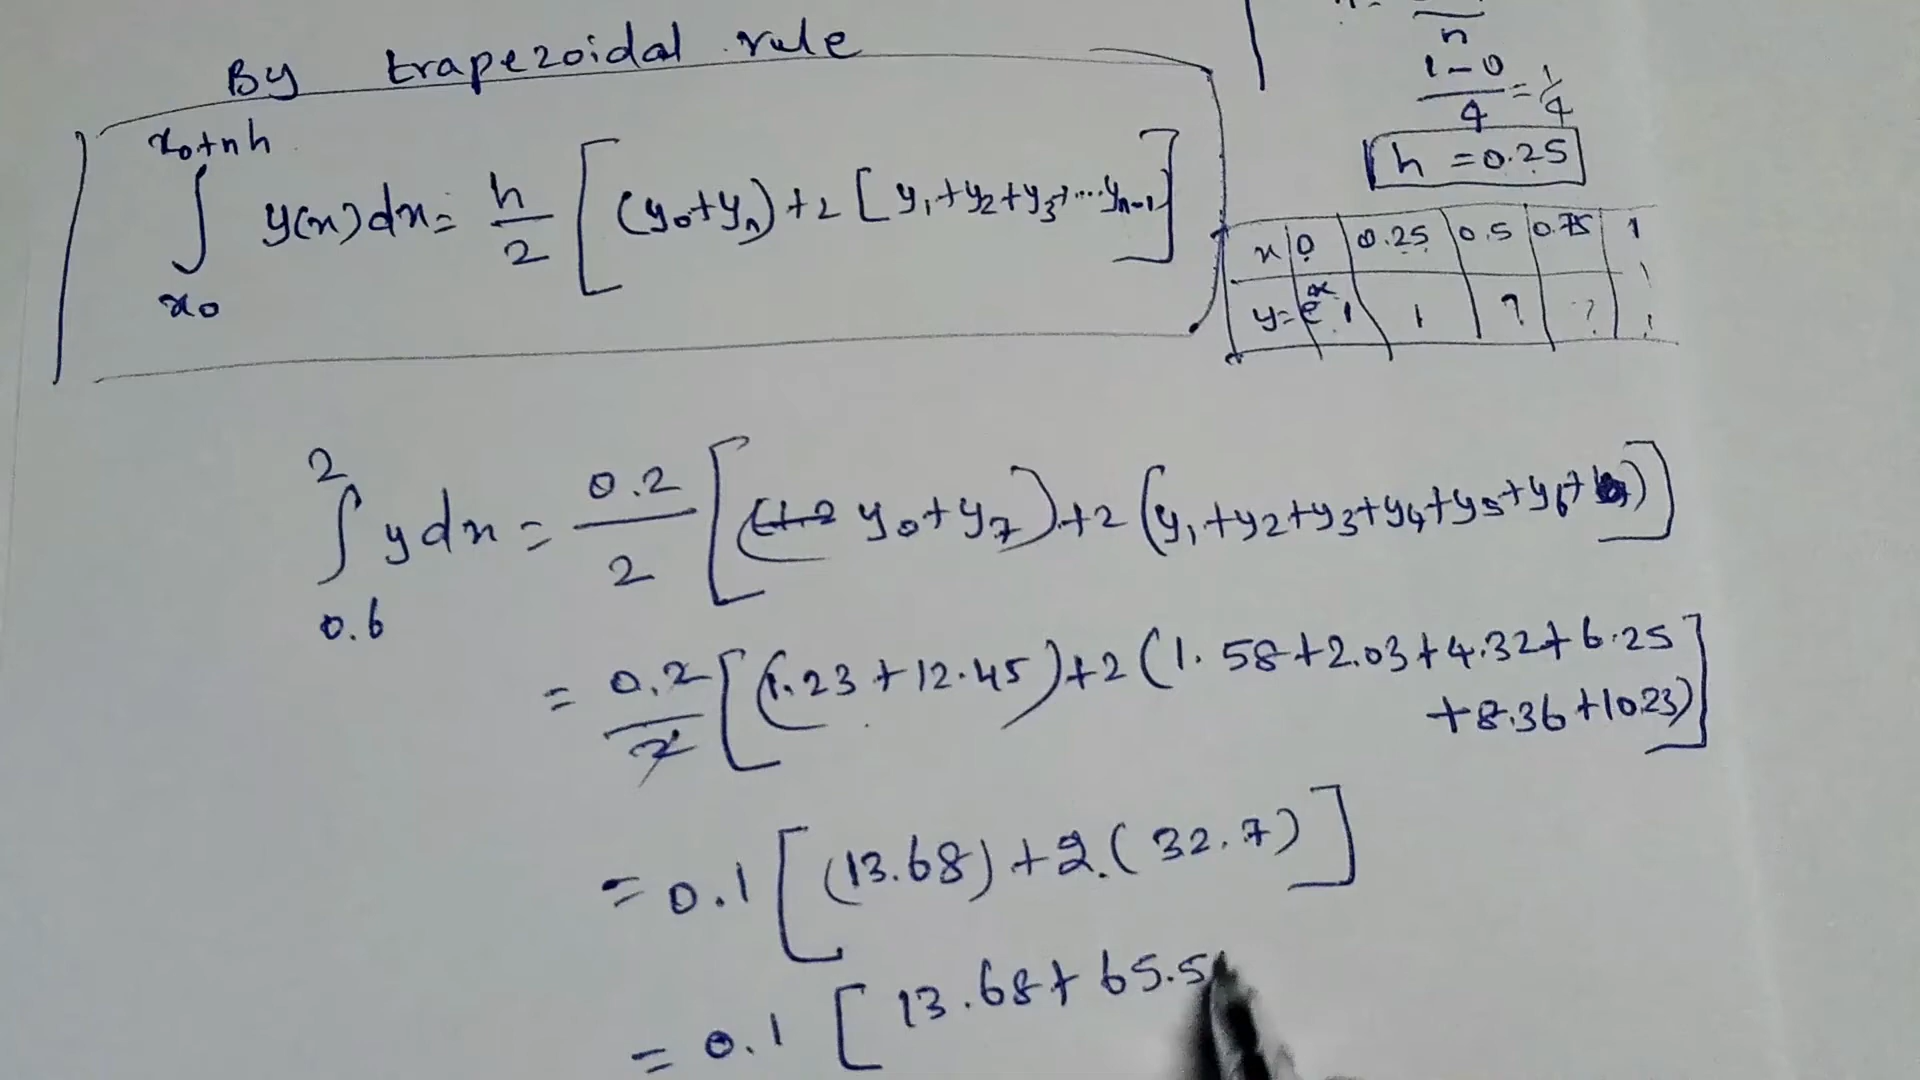 By trapezoidal rule
n
1-0/4 = 1/4
h = 0.25
∫_{x0}^{x0+nh} y(x)dx = h/2 [(y0+yn)+2[y1+y2+y3+....yn-1]]
x 0 0.25 0.5 0.75 1
y=e^x 1 1 ? ? !
∫_{0.6}^{2} ydx = 0.2/2 [( y0+y7)+2(y1+y2+y3+y4+y5+y6+ )]
= 0.2/2 [(1.23+12.45)+2(1.58+2.03+4.32+6.25
+8.36+10.23)]
= 0.1 [(13.68)+2.(32.7)]
= 0.1 [13.68+65.5